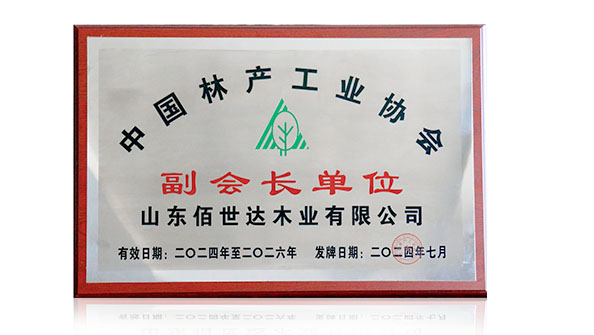 中国林产工业协会
副会长单位
山东佰世达木业有限公司
有效日期：二〇二四年至二〇二六年 发牌日期：二〇二四年七月